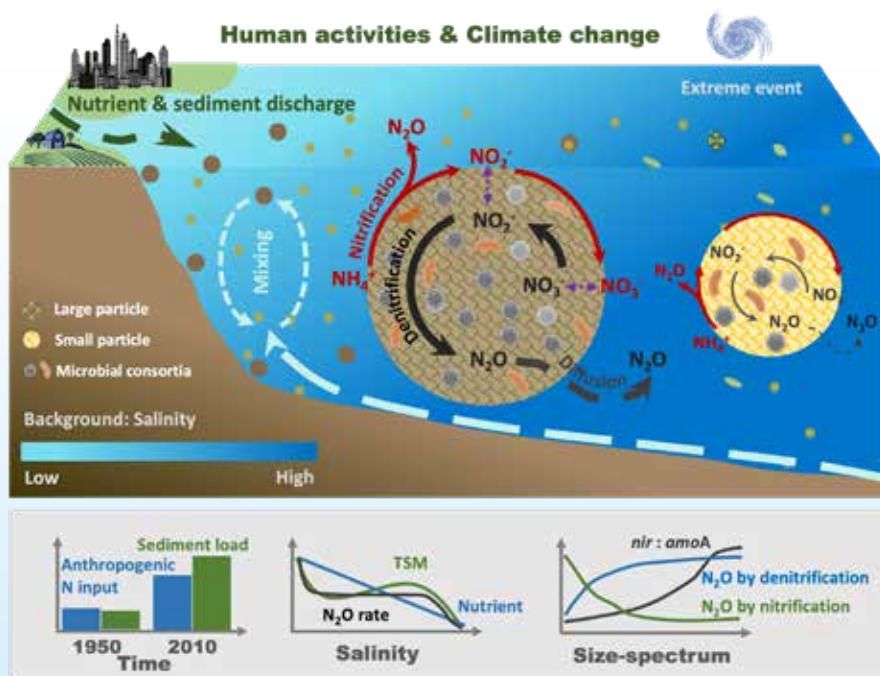 Human activities & Climate change
Nutrient & sediment discharge
Extreme event
N₂O
NO₂⁻
Nitrification
NO₂⁻
Denitrification
Mixing
NH₄⁺
NO₃⁻
NO₃
N₂O
Diffusion
N₂O
NO₂⁻
N₂O
NO₃
N₂O
N₂O
NH₄⁺
Large particle
Small particle
Microbial consortia
Background: Salinity
Low
High
Sediment load
Anthropogenic
N input
1950
2010
Time
TSM
N₂O rate
Nutrient
Salinity
nir : amoA
N₂O by denitrification
N₂O by nitrification
Size-spectrum